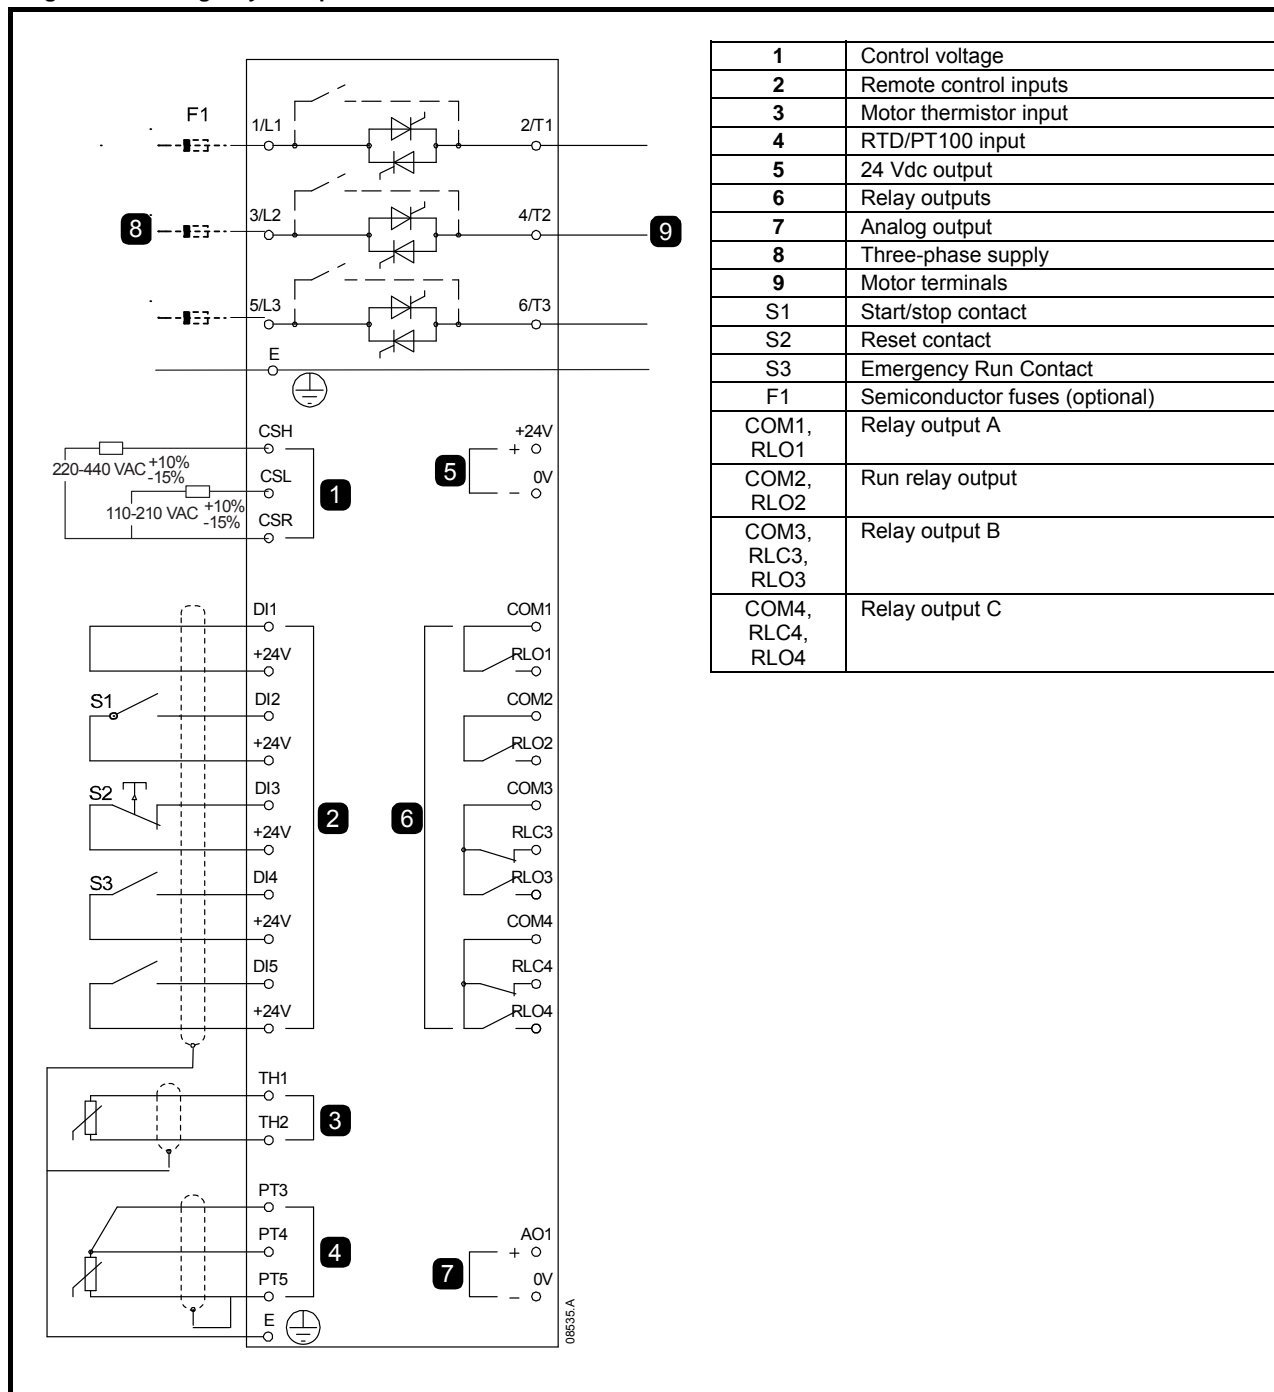 F1
1/L1
2/T1
8
3/L2
4/T2
9
5/L3
6/T3
E
CSH
220-440 VAC +10% -15%
CSL
110-210 VAC +10% -15%
CSR
1
+24V
+
5
0V
−
DI1
+24V
S1
DI2
+24V
S2
DI3
+24V
2
S3
DI4
+24V
DI5
+24V
COM1
RLO1
COM2
RLO2
COM3
6
RLC3
RLO3
COM4
RLC4
RLO4
TH1
TH2
3
PT3
PT4
4
PT5
E
AO1
+
7
0V
−
08535.A
1 Control voltage
2 Remote control inputs
3 Motor thermistor input
4 RTD/PT100 input
5 24 Vdc output
6 Relay outputs
7 Analog output
8 Three-phase supply
9 Motor terminals
S1 Start/stop contact
S2 Reset contact
S3 Emergency Run Contact
F1 Semiconductor fuses (optional)
COM1, Relay output A
RLO1
COM2, Run relay output
RLO2
COM3, Relay output B
RLC3,
RLO3
COM4, Relay output C
RLC4,
RLO4